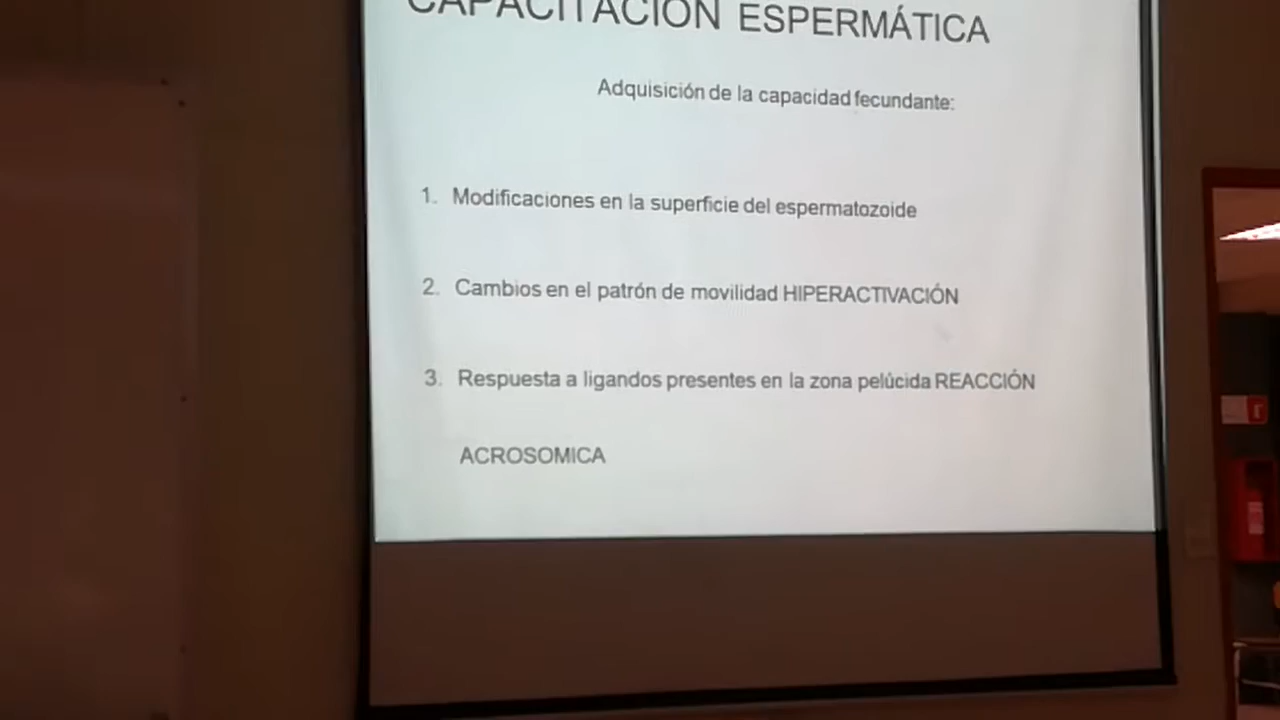 CAPACITACIÓN ESPERMÁTICA
Adquisición de la capacidad fecundante:
1. Modificaciones en la superficie del espermatozoide
2. Cambios en el patrón de movilidad HIPERACTIVACIÓN
3. Respuesta a ligandos presentes en la zona pelúcida REACCIÓN
ACROSOMICA